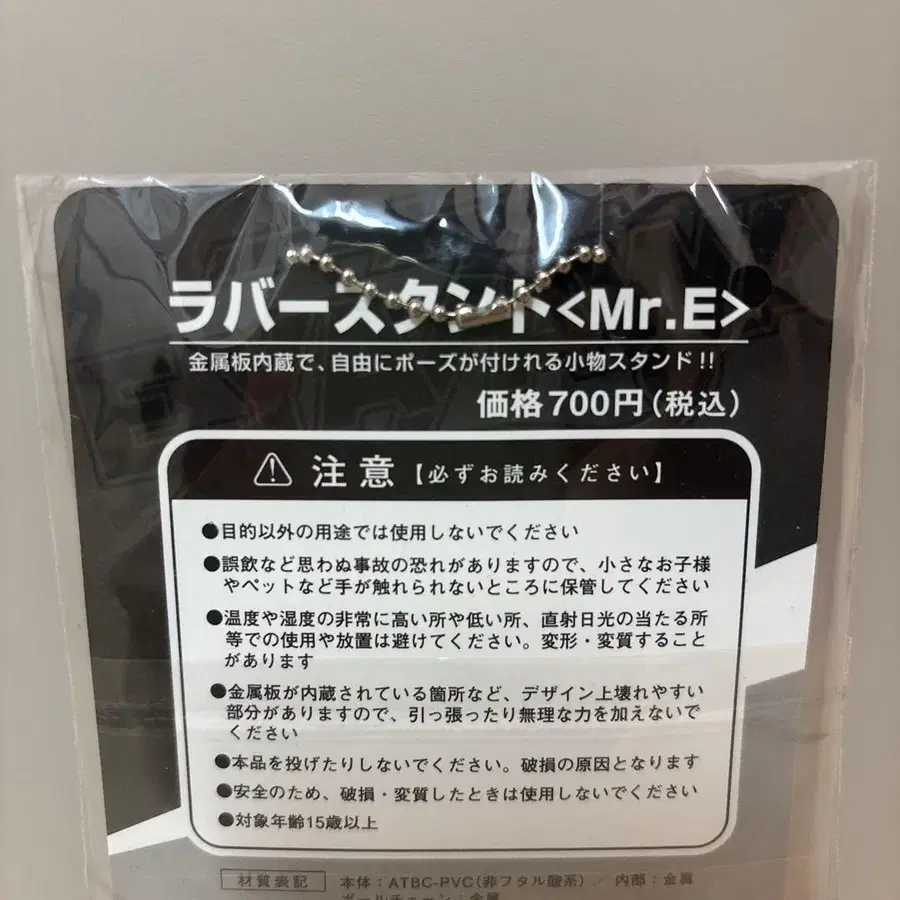 ラバースタンド<Mr.E>
金属板内蔵で、自由にポーズが付けれる小物スタンド!!
価格700円(税込)
注意【必ずお読みください】
●目的以外の用途では使用しないでください
●誤飲など思わぬ事故の恐れがありますので、小さなお子様
やペットなど手が触れられないところに保管してください
●温度や湿度の非常に高い所や低い所、直射日光の当たる所
等での使用や放置は避けてください。変形・変質すること
があります
●金属板が内蔵されている箇所など、デザイン上壊れやすい
部分がありますので、引っ張ったり無理な力を加えないで
ください
●本品を投げたりしないでください。破損の原因となります
●安全のため、破損・変質したときは使用しないでください
●対象年齢15歳以上
材質表記 本体:ATBC-PVC(非フタル酸系)/内部:金属
ボールチェーン:金属